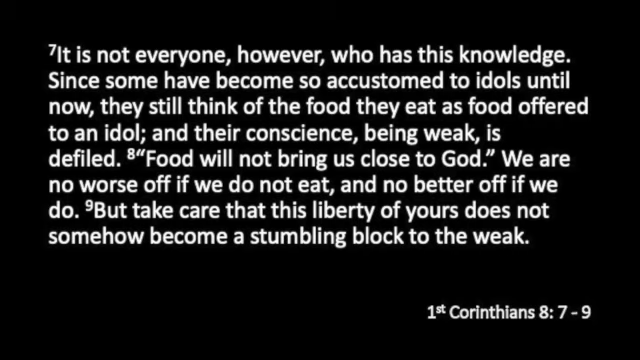 ⁷It is not everyone, however, who has this knowledge.
Since some have become so accustomed to idols until
now, they still think of the food they eat as food offered
to an idol; and their conscience, being weak, is
defiled. ⁸“Food will not bring us close to God.” We are
no worse off if we do not eat, and no better off if we
do. ⁹But take care that this liberty of yours does not
somehow become a stumbling block to the weak.
1ˢᵗ Corinthians 8: 7 - 9